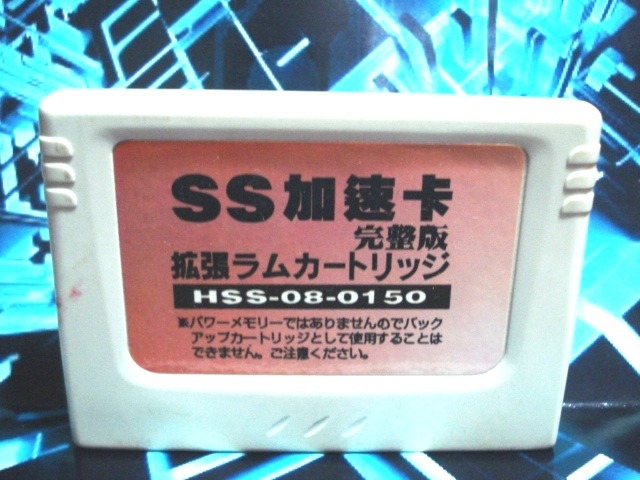 SS加速卡
完整版
拡張ラムカートリッジ
HSS-08-0150
※パワーメモリーではありませんのでバック
アップカートリッジとして使用することは
できません。ご注意ください。